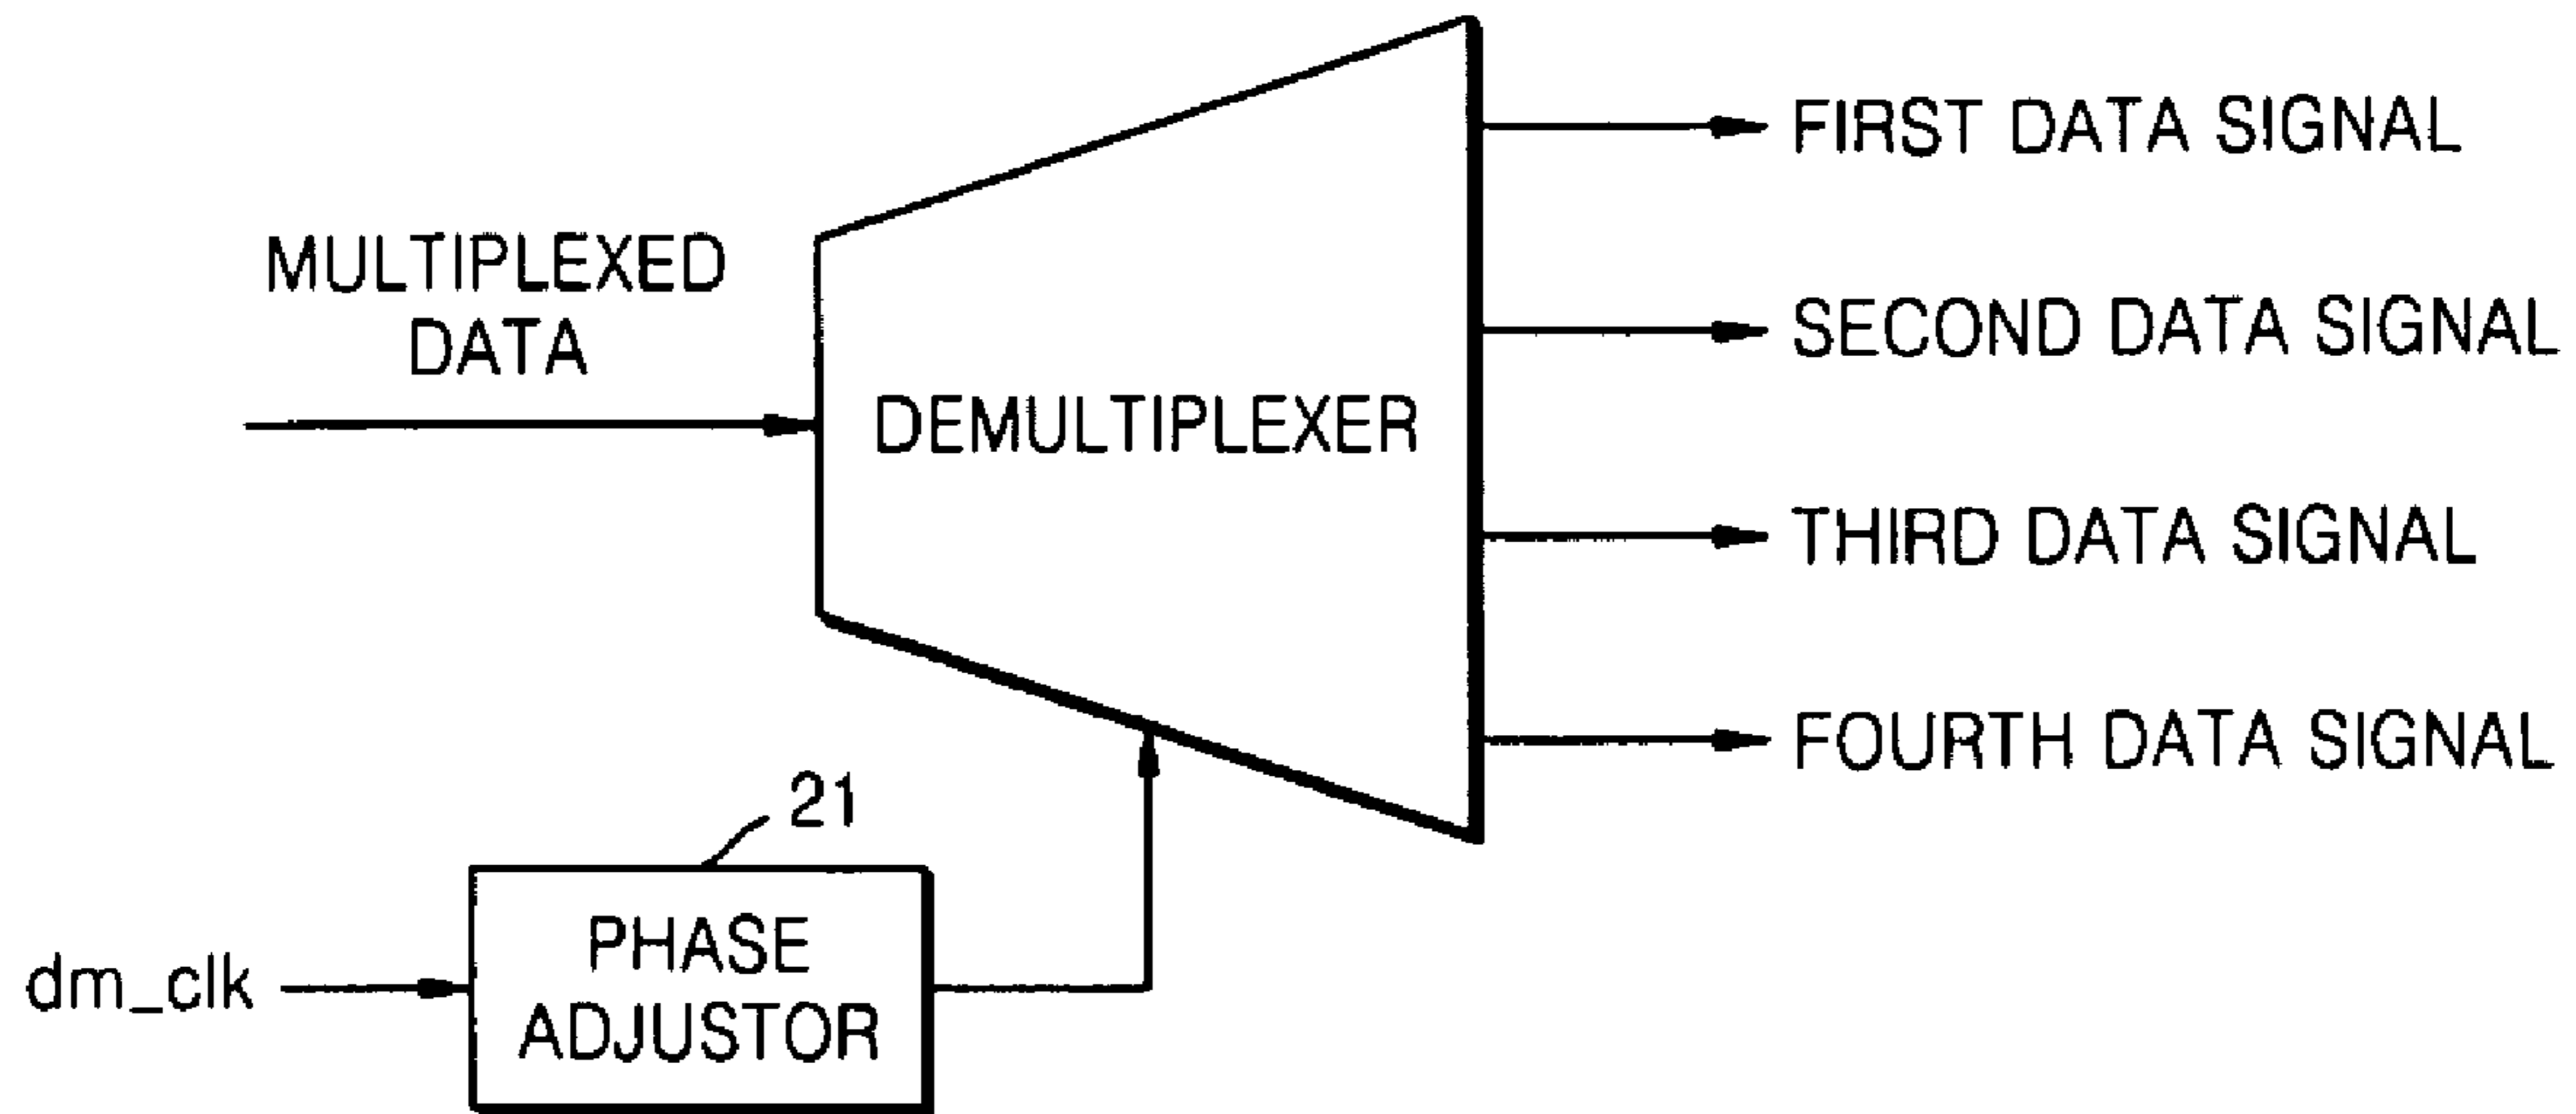 FIRST DATA SIGNAL
MULTIPLEXED
DATA
SECOND DATA SIGNAL
DEMULTIPLEXER
THIRD DATA SIGNAL
FOURTH DATA SIGNAL
21
PHASE
ADJUSTOR
dm_clk